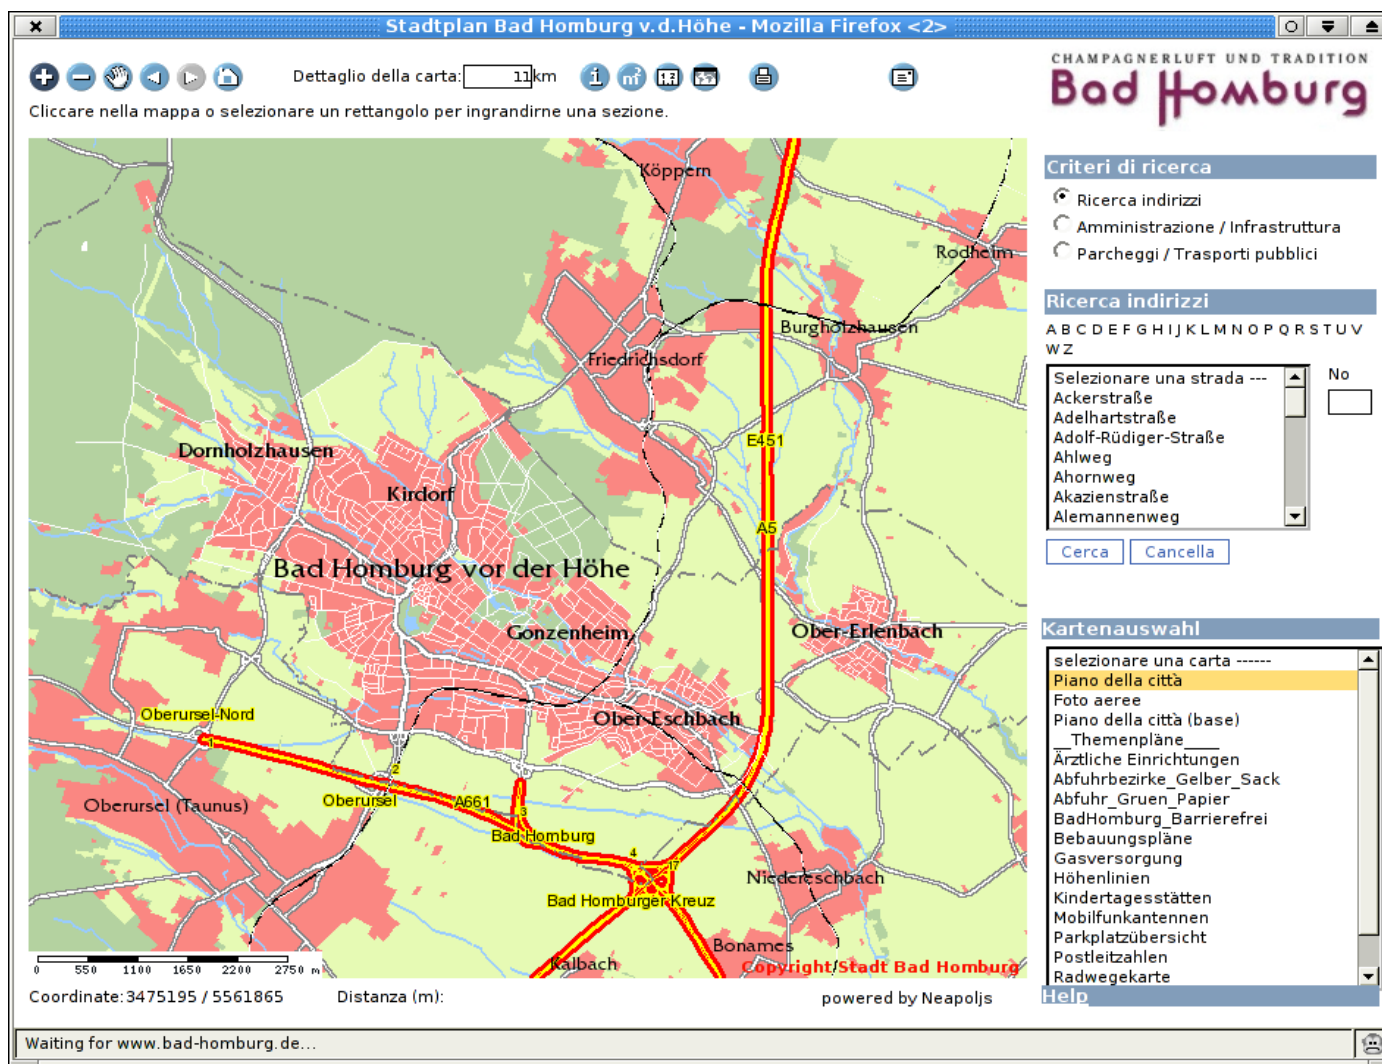 Stadtplan Bad Homburg v.d.Höhe - Mozilla Firefox <2>
Dettaglio della carta: 11 km
Cliccare nella mappa o selezionare un rettangolo per ingrandirne una sezione.
CHAMPAGNERLUFT UND TRADITION
Bad Homburg
Criteri di ricerca
Ricerca indirizzi
Amministrazione / Infrastruttura
Parcheggi / Trasporti pubblici
Ricerca indirizzi
A B C D E F G H I J K L M N O P Q R S T U V
W Z
Selezionare una strada ---
No
Ackerstraße
Adelhartstraße
Adolf-Rüdiger-Straße
Ahlweg
Ahornweg
Akazienstraße
Alemannenweg
Cerca Cancella
Kartenauswahl
selezionare una carta ------
Piano della città
Foto aeree
Piano della città (base)
__Themenpläne____
Ärztliche Einrichtungen
Abfuhrbezirke_Gelber_Sack
Abfuhr_Gruen_Papier
BadHomburg_Barrierefrei
Bebauungspläne
Gasversorgung
Höhenlinien
Kindertagesstätten
Mobilfunkantennen
Parkplatzübersicht
Postleitzahlen
Radwegekarte
Help
Köppern
Rodheim
Burgholzhausen
Friedrichsdorf
E451
Dornholzhausen
Kirdorf
A5
Bad Homburg vor der Höhe
Gonzenheim
Ober-Erlenbach
Oberursel-Nord
Ober-Eschbach
1
2
Oberursel (Taunus)
Oberursel
A661
3
Bad Homburg
4
17
Niedereschbach
Bad Homburger Kreuz
Bonames
Kalbach
Copyright Stadt Bad Homburg
0 550 1100 1650 2200 2750 m
Coordinate: 3475195 / 5561865
Distanza (m):
powered by Neapoljs
Waiting for www.bad-homburg.de...